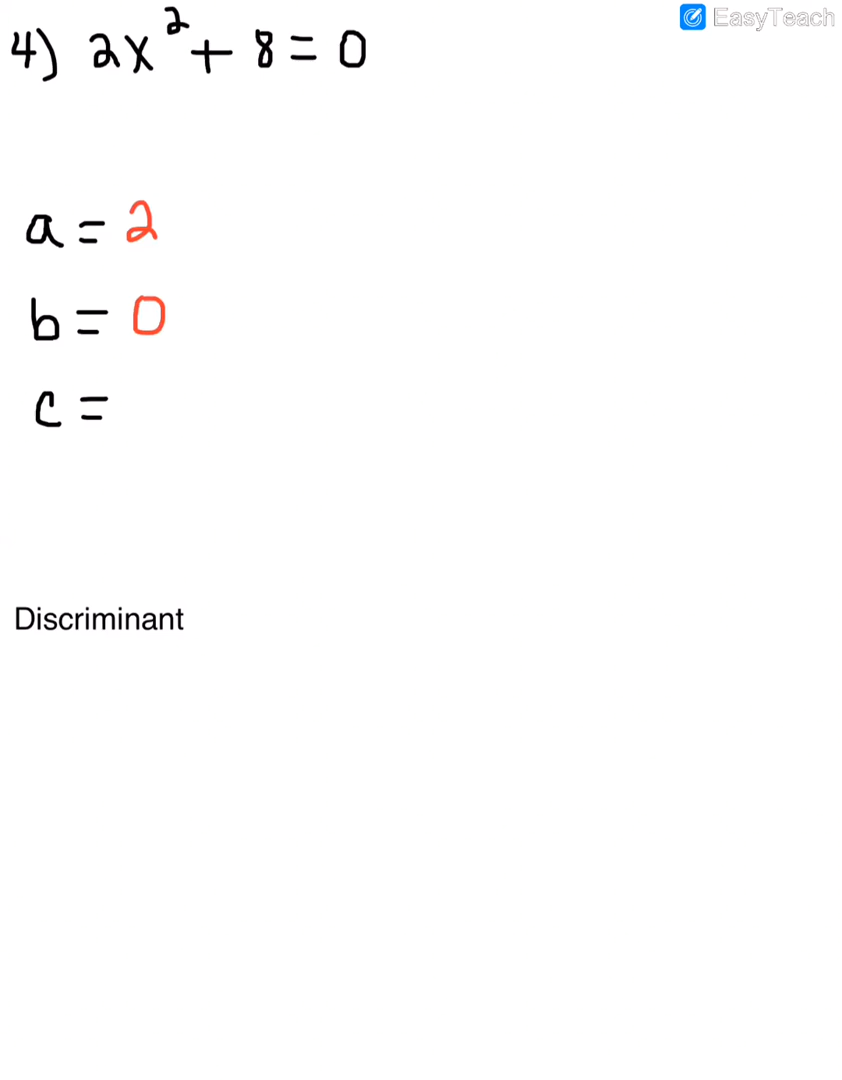 EasyTeach
4) 2x² + 8 = 0
a = 2
b = 0
c =
Discriminant